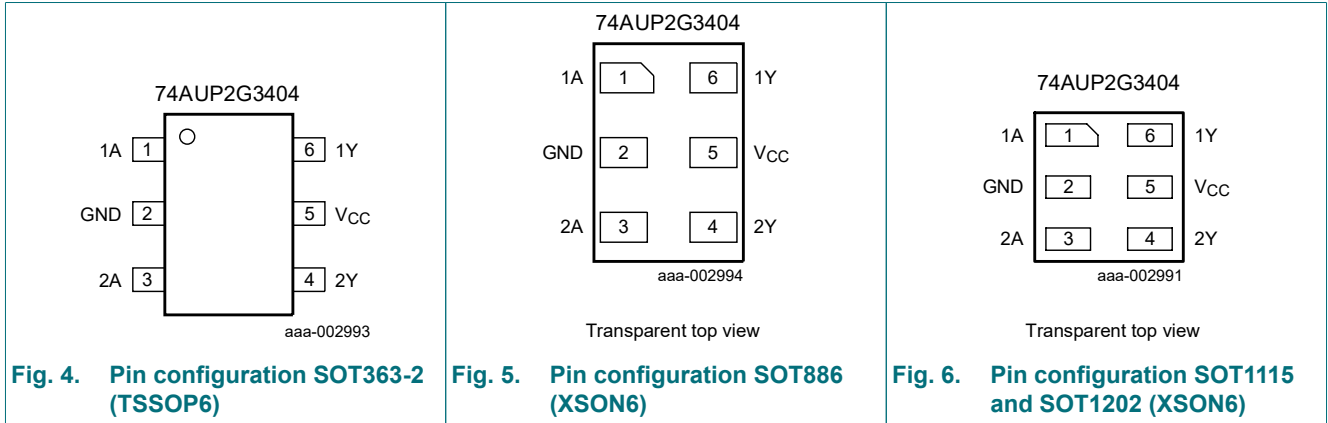 74AUP2G3404
1A 1 6 1Y
GND 2 5 VCC
2A 3 4 2Y
aaa-002993
Fig. 4. Pin configuration SOT363-2
(TSSOP6)
74AUP2G3404
1A 1 6 1Y
GND 2 5 VCC
2A 3 4 2Y
aaa-002994
Transparent top view
Fig. 5. Pin configuration SOT886
(XSON6)
74AUP2G3404
1A 1 6 1Y
GND 2 5 VCC
2A 3 4 2Y
aaa-002991
Transparent top view
Fig. 6. Pin configuration SOT1115
and SOT1202 (XSON6)